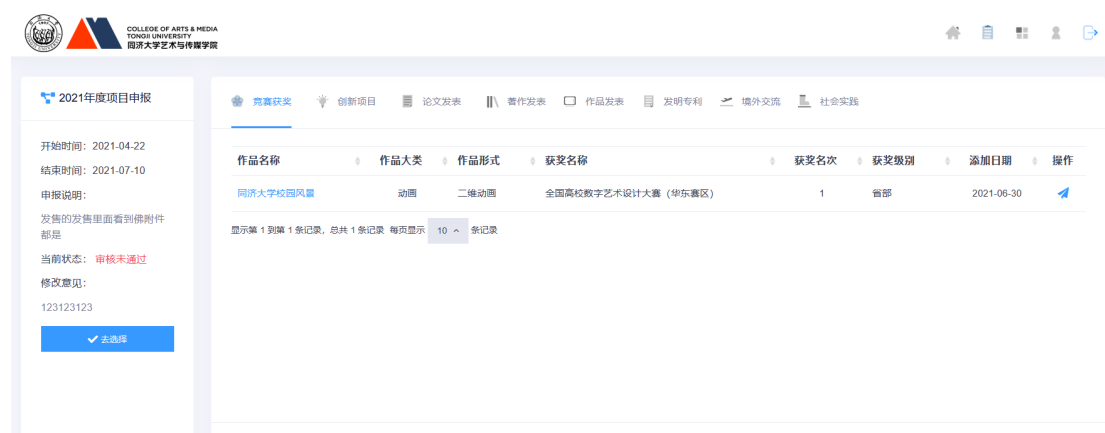 COLLEGE OF ARTS & MEDIA
TONGJI UNIVERSITY
同济大学艺术与传媒学院
2021年度项目申报
开始时间：2021-04-22
结束时间：2021-07-10
申报说明：
发售的发售里面看到佛附件
都是
当前状态： 审核未通过
修改意见：
123123123
去选择
竞赛获奖 创新项目 论文发表 著作发表 作品发表 发明专利 境外交流 社会实践
作品名称 作品大类 作品形式 获奖名称 获奖名次 获奖级别 添加日期 操作
同济大学校园风景 动画 二维动画 全国高校数字艺术设计大赛（华东赛区） 1 省部 2021-06-30
显示第 1 到第 1 条记录，总共 1 条记录 每页显示 10 条记录